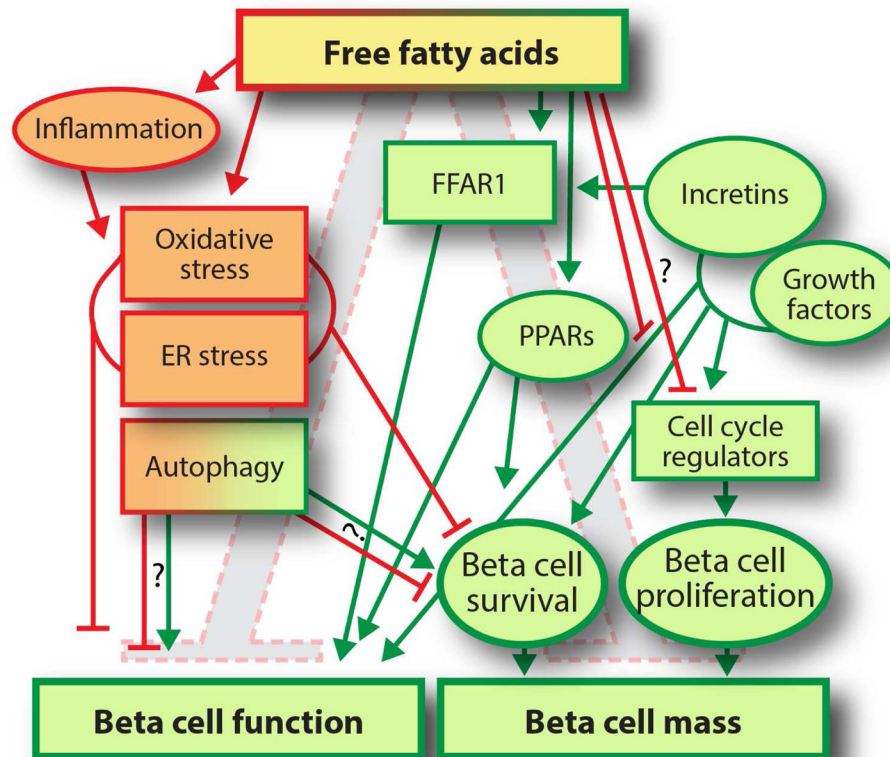 Free fatty acids
Inflammation
FFAR1
Incretins
Oxidative
stress
?
Growth
factors
ER stress
PPARs
Cell cycle
regulators
Autophagy
?
?
Beta cell
survival
Beta cell
proliferation
Beta cell function
Beta cell mass